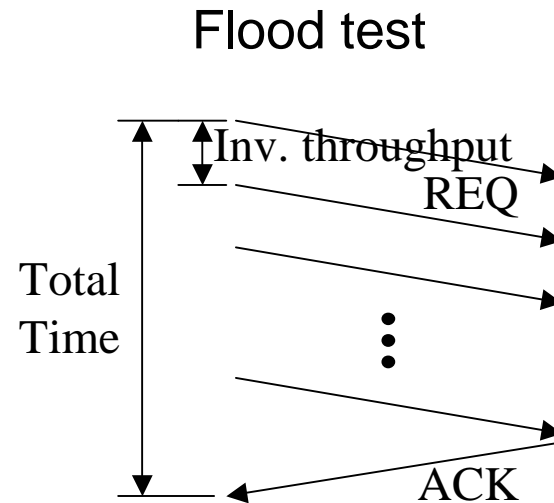 Flood test
Inv. throughput
REQ
Total
Time
ACK